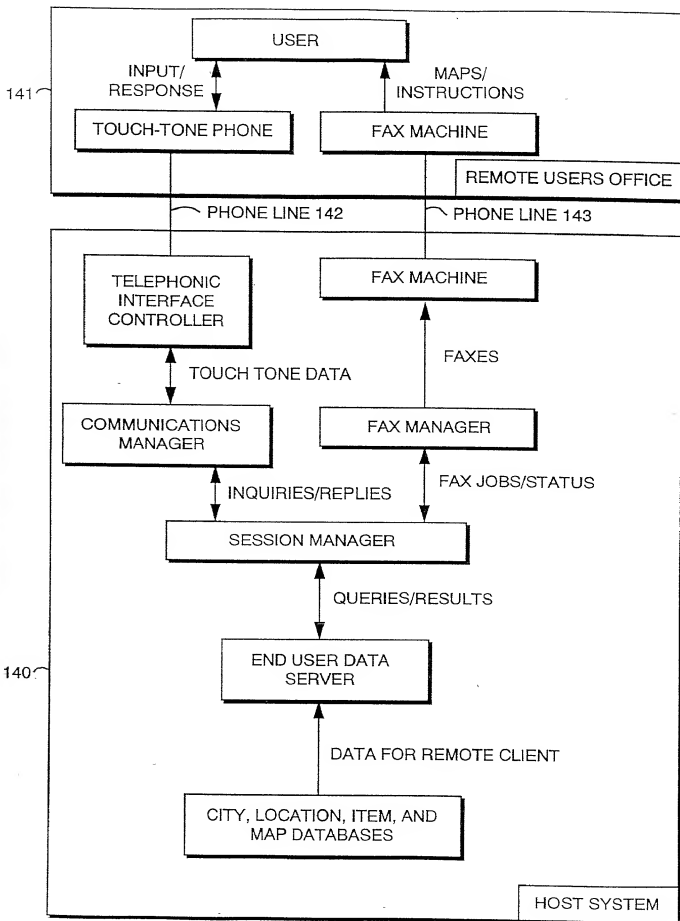 USER
INPUT/
RESPONSE
MAPS/
INSTRUCTIONS
141
TOUCH-TONE PHONE
FAX MACHINE
REMOTE USERS OFFICE
PHONE LINE 142
PHONE LINE 143
TELEPHONIC
INTERFACE
CONTROLLER
FAX MACHINE
TOUCH TONE DATA
FAXES
COMMUNICATIONS
MANAGER
FAX MANAGER
INQUIRIES/REPLIES
FAX JOBS/STATUS
SESSION MANAGER
QUERIES/RESULTS
140
END USER DATA
SERVER
DATA FOR REMOTE CLIENT
CITY, LOCATION, ITEM, AND
MAP DATABASES
HOST SYSTEM